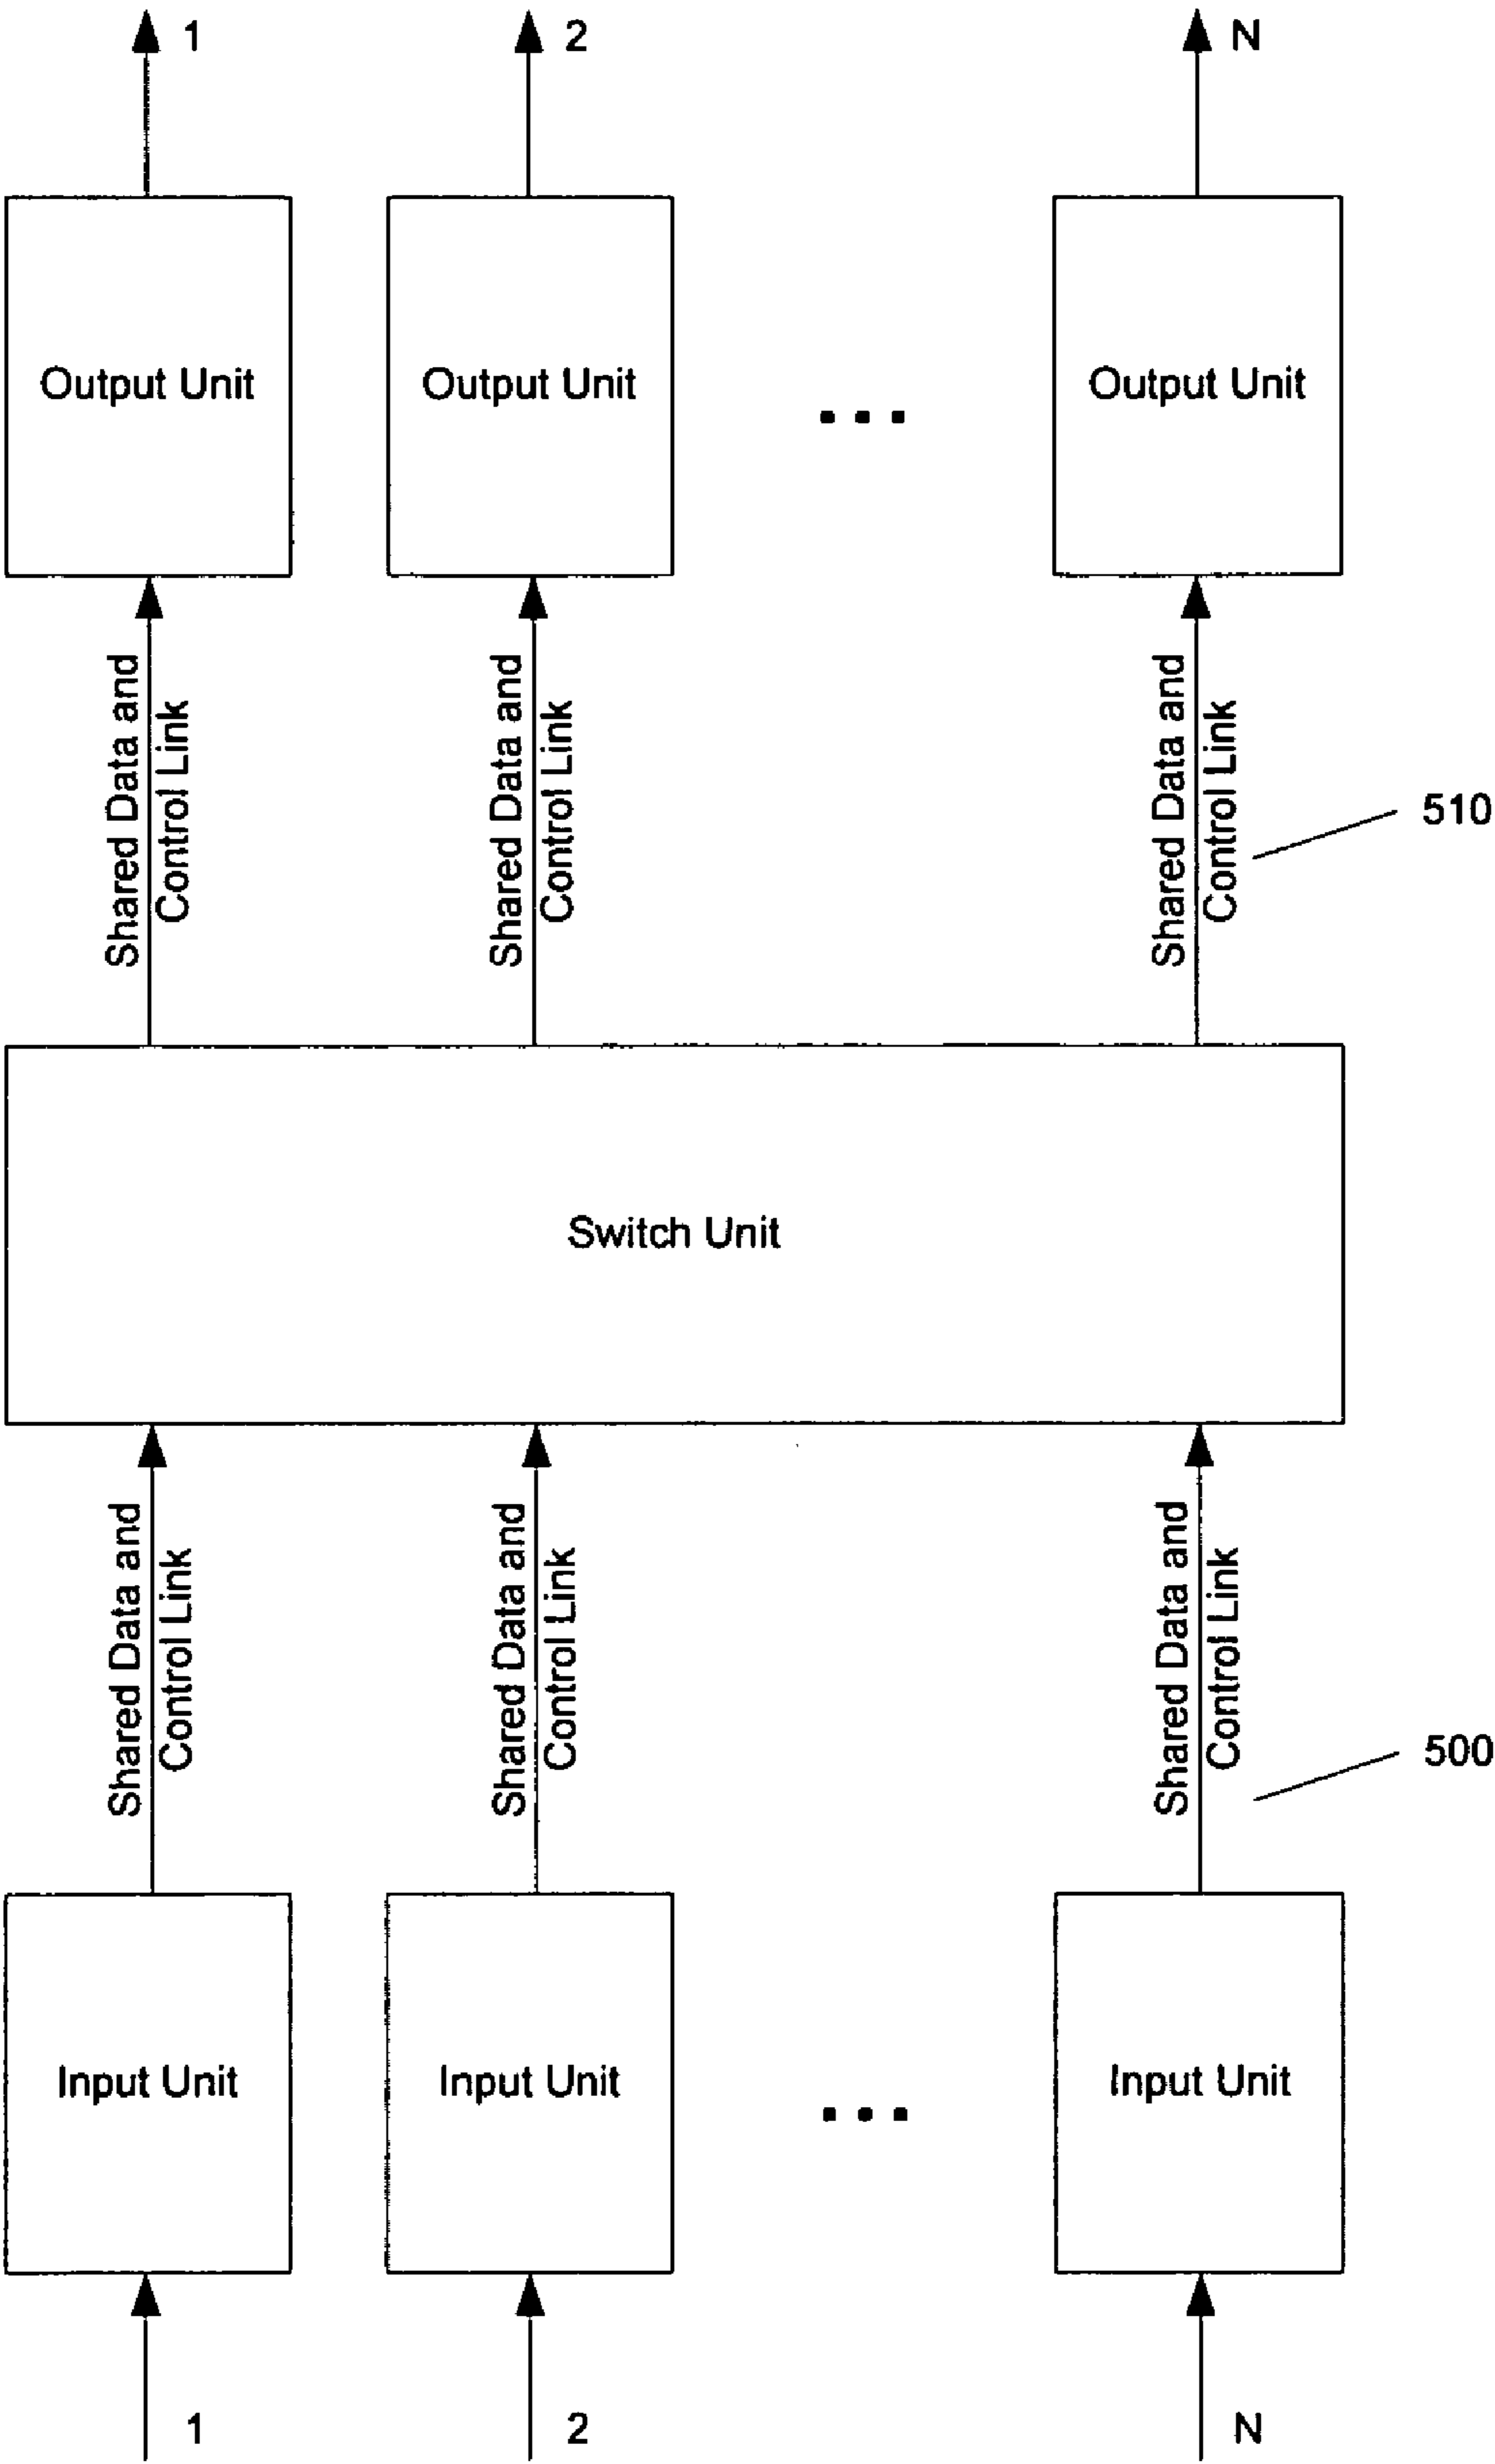 1
2
N
Output Unit
Output Unit
...
Output Unit
Shared Data and
Control Link
Shared Data and
Control Link
Shared Data and
Control Link
510
Switch Unit
Shared Data and
Control Link
Shared Data and
Control Link
Shared Data and
Control Link
500
Input Unit
Input Unit
...
Input Unit
1
2
N